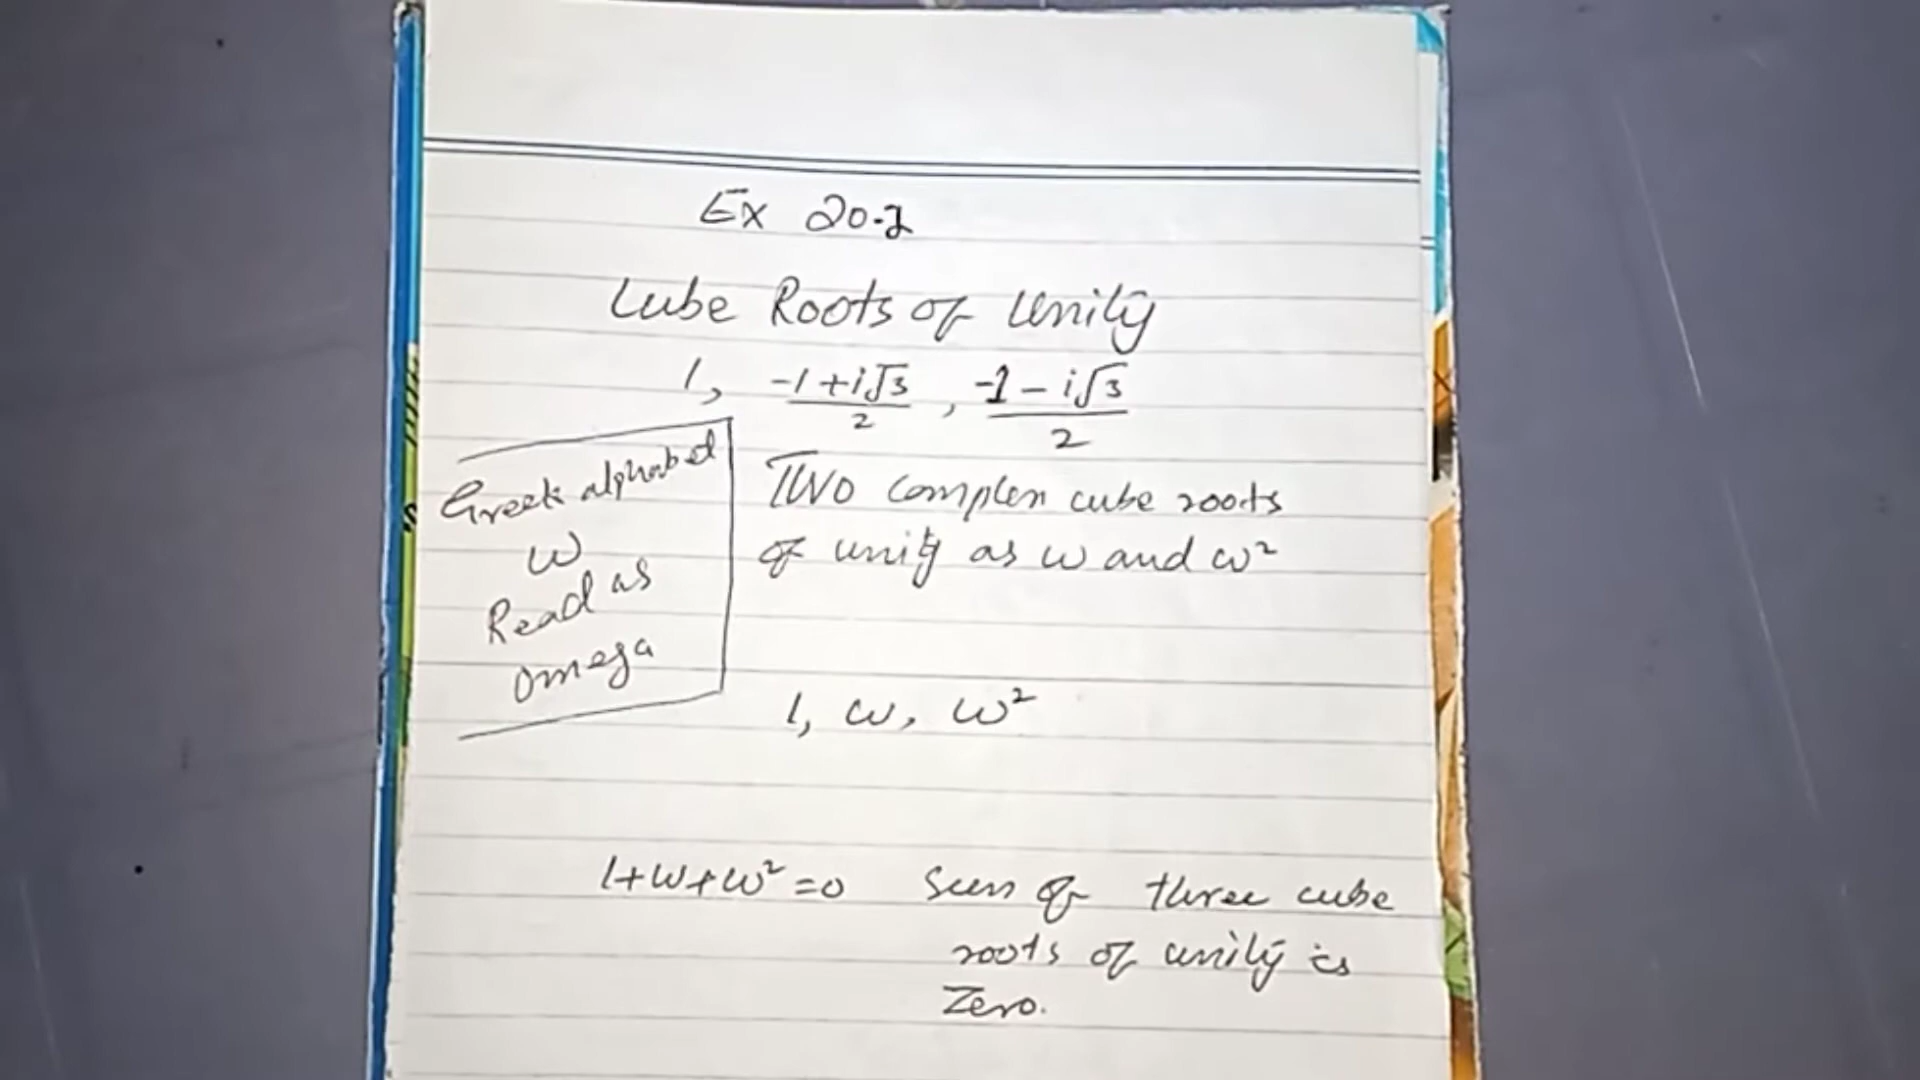 Ex 20.2
Cube Roots of Unity
1, -1+i√3/2, -1-i√3/2
Greek alphabet
ω
Read as
omega
Two complex cube roots
of unity as ω and ω²
1, ω, ω²
1+ω+ω²=0 Sum of three cube
roots of unity is
Zero.